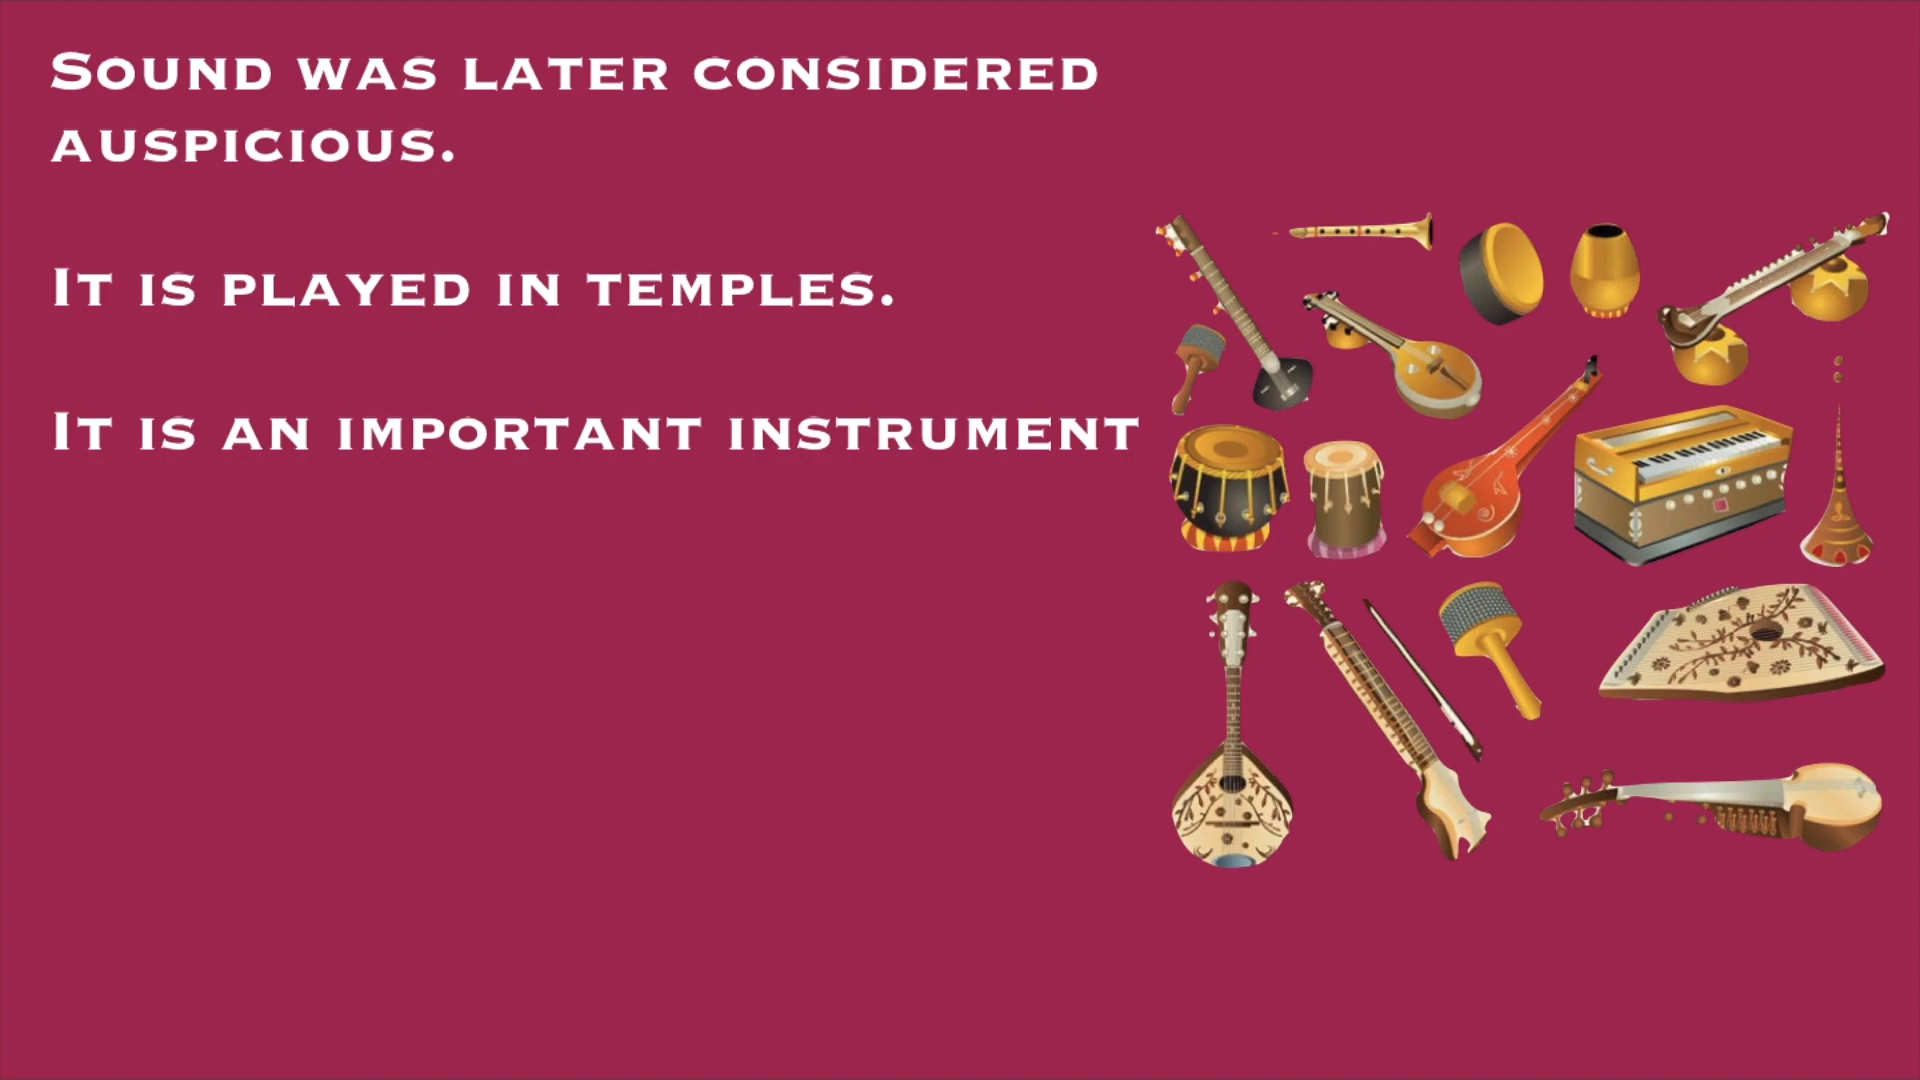 Sound was later considered
auspicious.
It is played in temples.
It is an important instrument